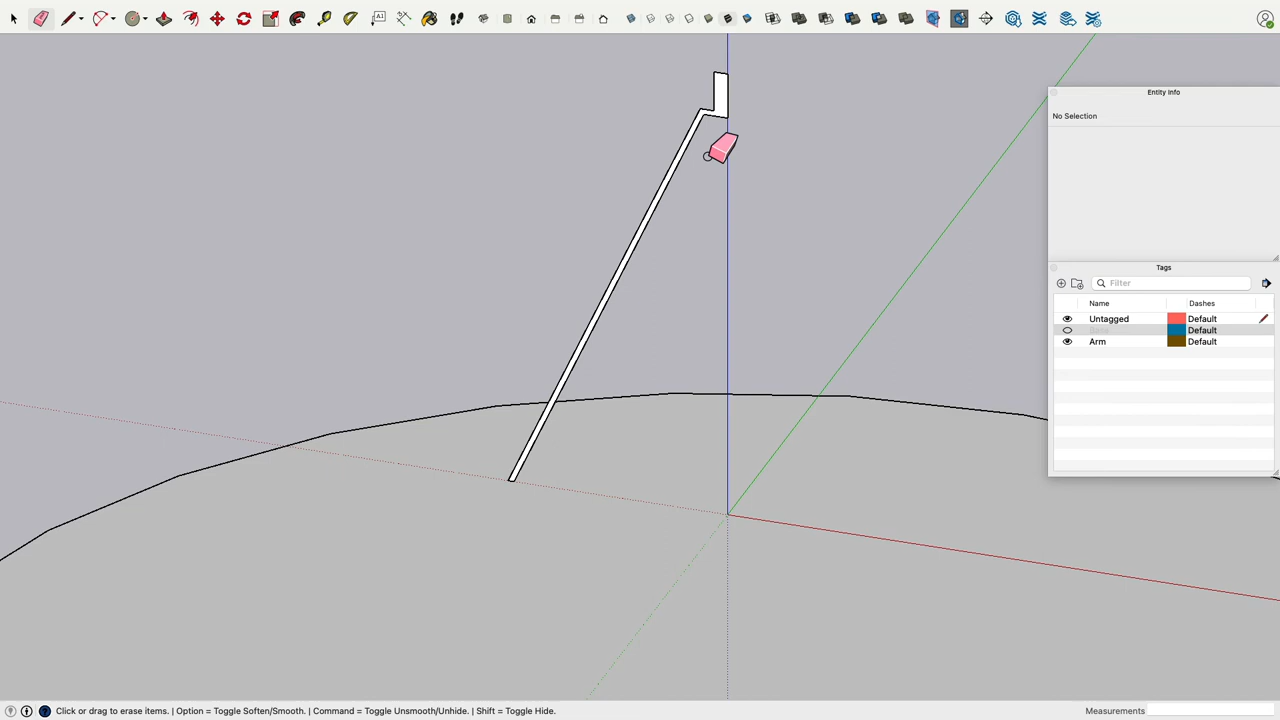 Entity Info
No Selection
Tags
Filter
Name Dashes
Untagged Default
Base Default
Arm Default
Click or drag to erase items. | Option = Toggle Soften/Smooth. | Command = Toggle Unsmooth/Unhide. | Shift = Toggle Hide. Measurements